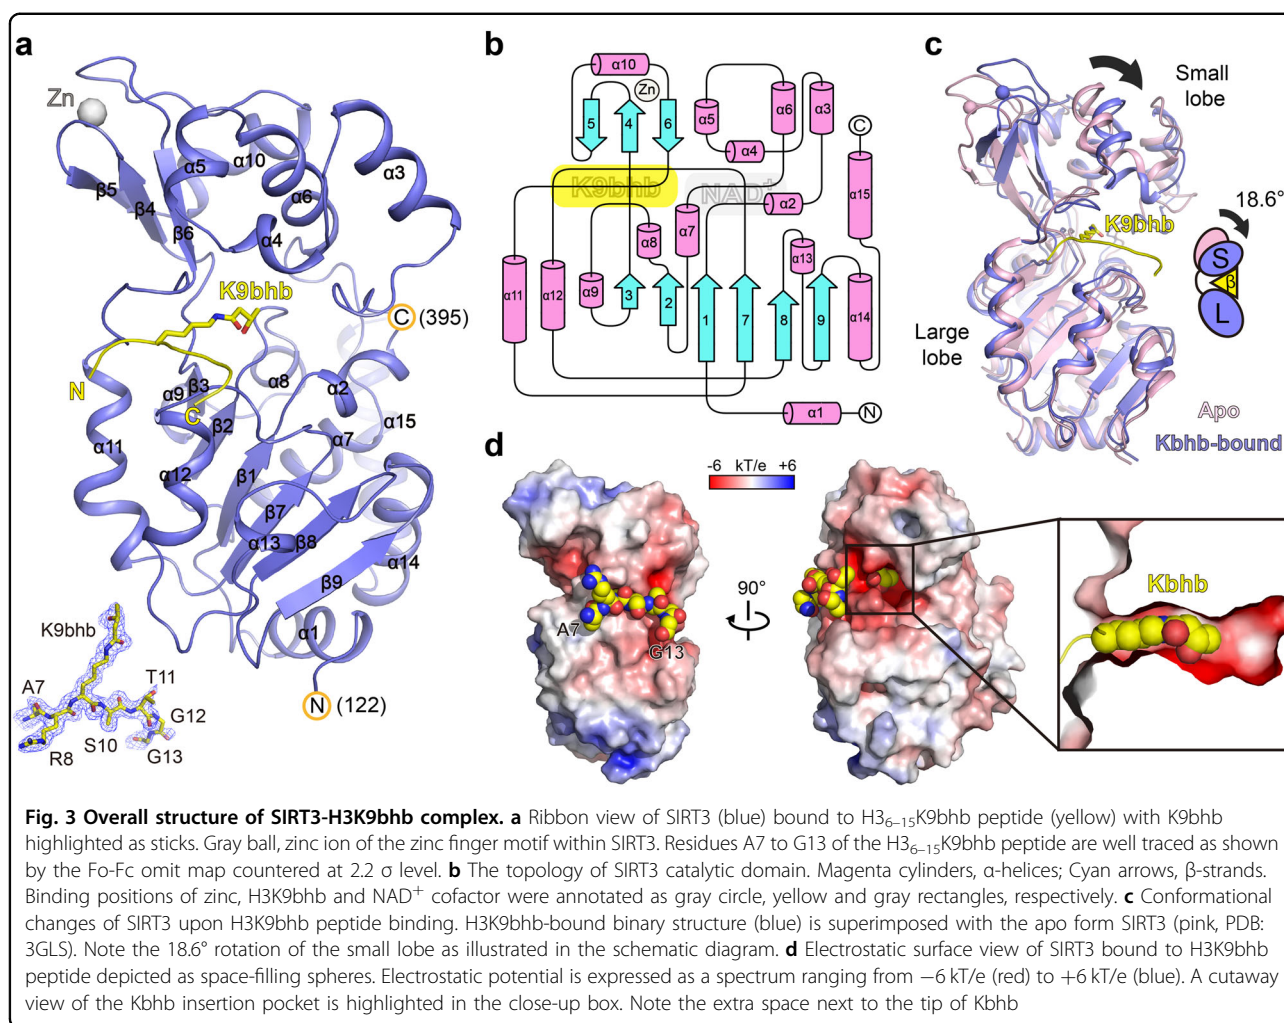 a
Zn
α5
α10
α3
β5
β4
α6
β6
α4
K9bhb
C (395)
N
α8
α9
β3
α2
C
β2
α15
α11
α7
α12
β1
β7
α13
β8
α14
β9
α1
N (122)
K9bhb
A7
T11
G12
R8
S10
G13
b
α10
Zn
5
4
6
α5
α6
α3
α4
C
K9bhb
NAD+
α15
α2
α8
α7
α13
α11
α12
α9
3
2
1
7
8
9
α14
α1
N
c
Small
lobe
K9bhb
18.6°
S
β
L
Large
lobe
Apo
Kbhb-bound
d
-6 kT/e +6
A7
G13
90°
Kbhb
Fig. 3 Overall structure of SIRT3-H3K9bhb complex. a Ribbon view of SIRT3 (blue) bound to H3₆₋₁₅K9bhb peptide (yellow) with K9bhb
highlighted as sticks. Gray ball, zinc ion of the zinc finger motif within SIRT3. Residues A7 to G13 of the H3₆₋₁₅K9bhb peptide are well traced as shown
by the Fo-Fc omit map countered at 2.2 σ level. b The topology of SIRT3 catalytic domain. Magenta cylinders, α-helices; Cyan arrows, β-strands.
Binding positions of zinc, H3K9bhb and NAD⁺ cofactor were annotated as gray circle, yellow and gray rectangles, respectively. c Conformational
changes of SIRT3 upon H3K9bhb peptide binding. H3K9bhb-bound binary structure (blue) is superimposed with the apo form SIRT3 (pink, PDB:
3GLS). Note the 18.6° rotation of the small lobe as illustrated in the schematic diagram. d Electrostatic surface view of SIRT3 bound to H3K9bhb
peptide depicted as space-filling spheres. Electrostatic potential is expressed as a spectrum ranging from −6 kT/e (red) to +6 kT/e (blue). A cutaway
view of the Kbhb insertion pocket is highlighted in the close-up box. Note the extra space next to the tip of Kbhb